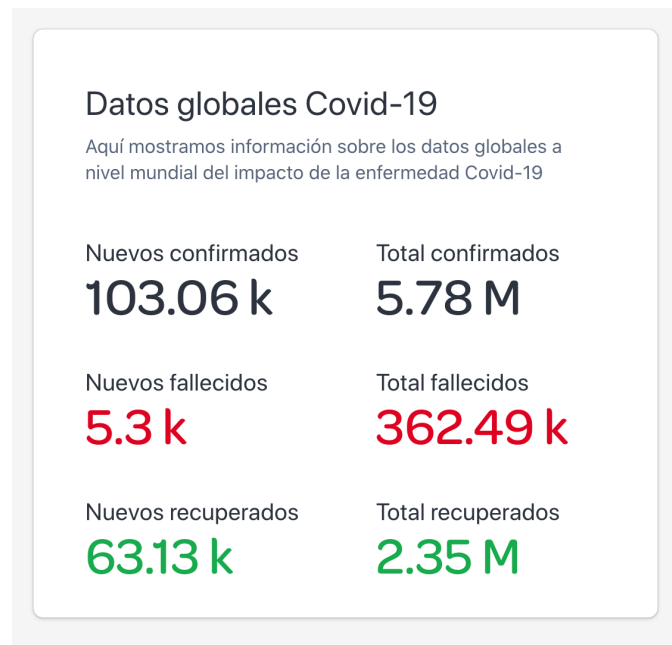 Datos globales Covid-19
Aquí mostramos información sobre los datos globales a
nivel mundial del impacto de la enfermedad Covid-19
Nuevos confirmados
103.06 k
Total confirmados
5.78 M
Nuevos fallecidos
5.3 k
Total fallecidos
362.49 k
Nuevos recuperados
63.13 k
Total recuperados
2.35 M